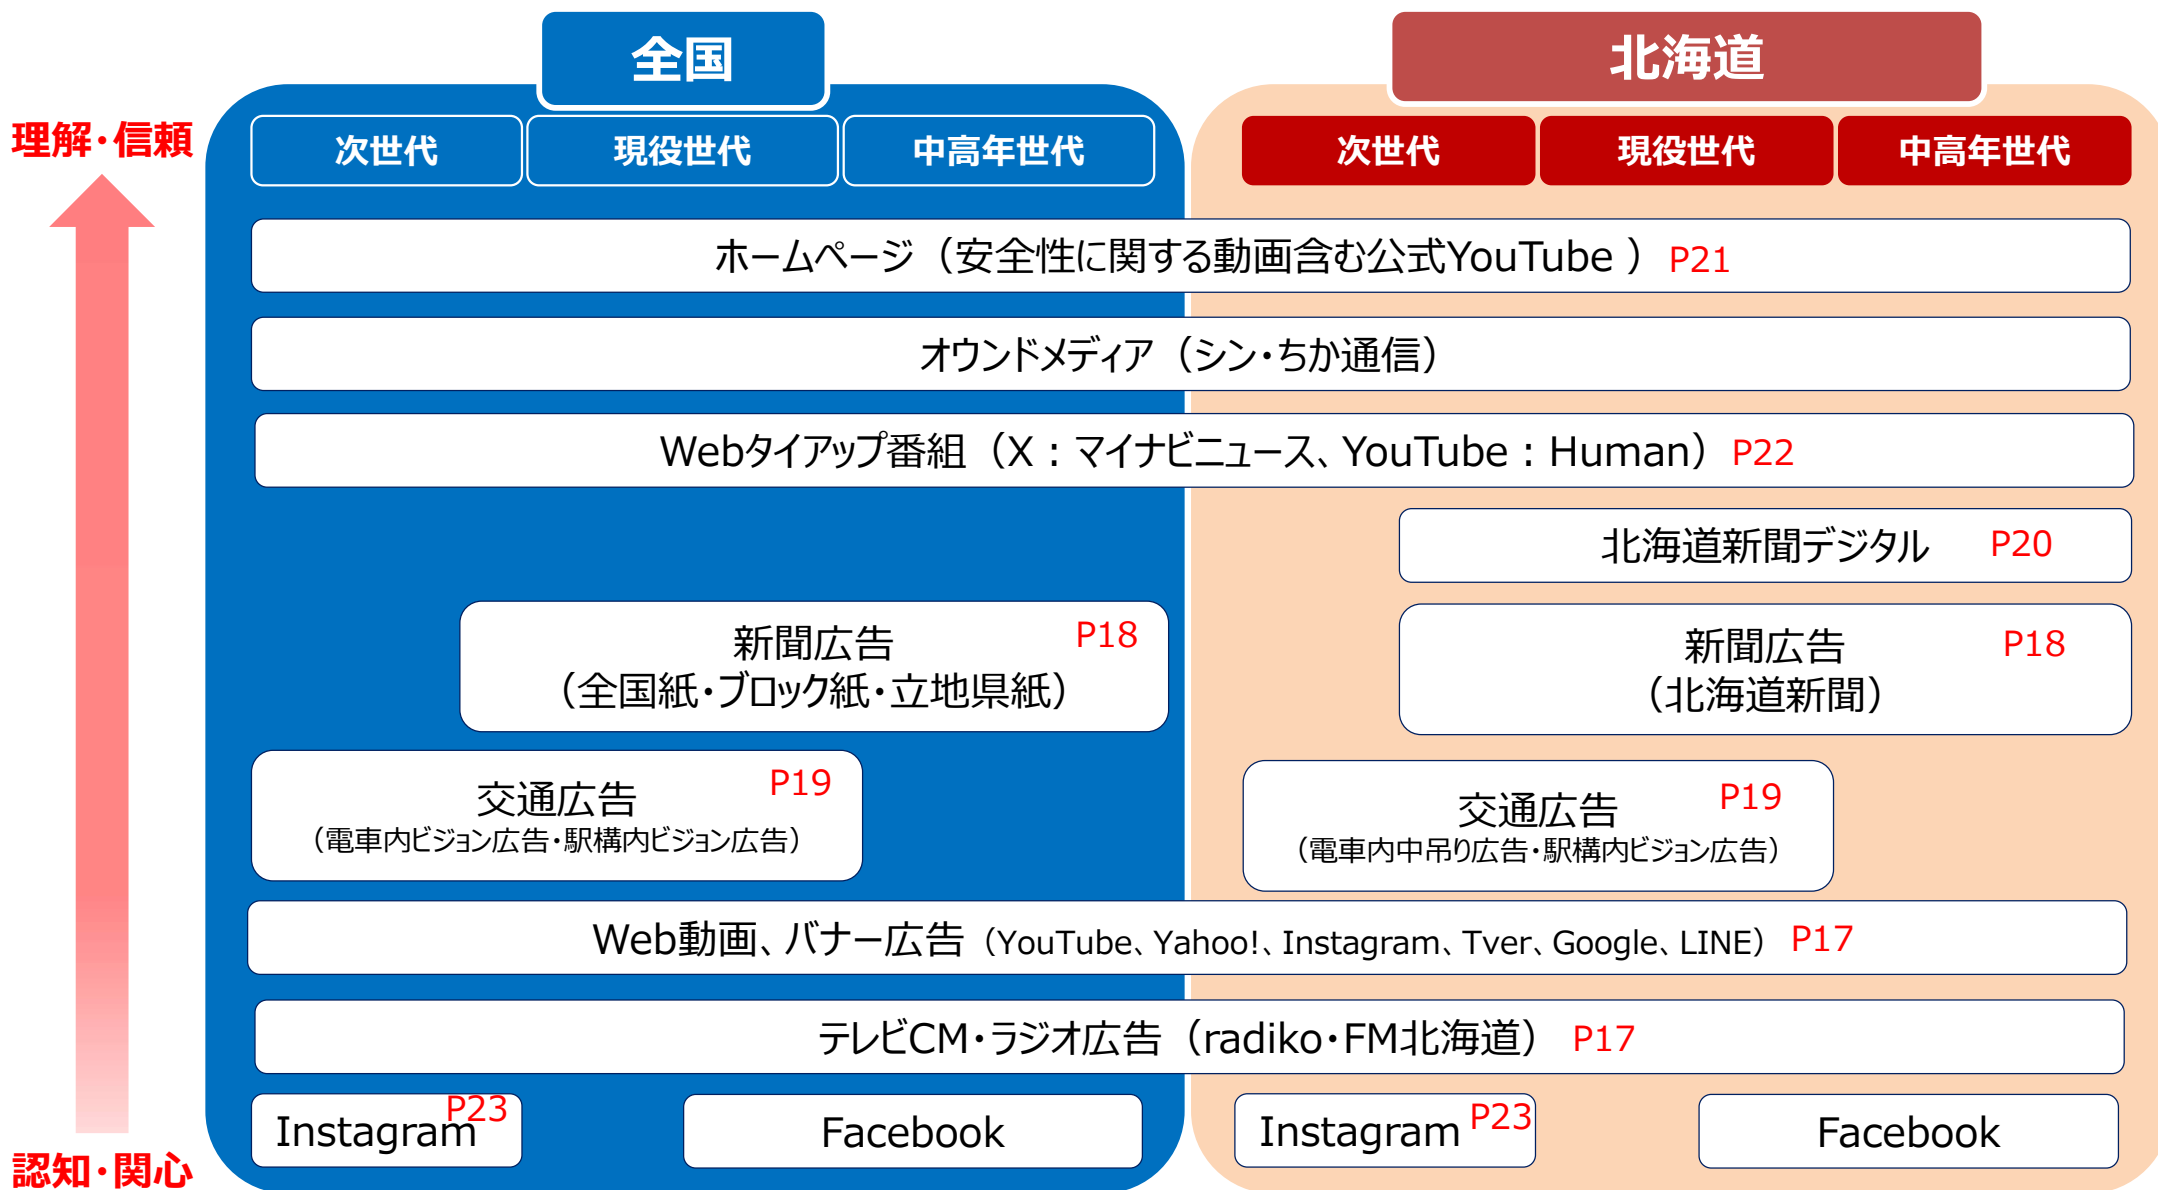 全国
北海道
理解・信頼
次世代
現役世代
中高年世代
次世代
現役世代
中高年世代
ホームページ（安全性に関する動画含む公式YouTube ） P21
オウンドメディア（シン・ちか通信）
Webタイアップ番組（X：マイナビニュース、YouTube：Human） P22
北海道新聞デジタル P20
新聞広告 P18
（全国紙・ブロック紙・立地県紙）
新聞広告 P18
（北海道新聞）
交通広告 P19
（電車内ビジョン広告・駅構内ビジョン広告）
交通広告 P19
（電車内中吊り広告・駅構内ビジョン広告）
Web動画、バナー広告（YouTube、Yahoo!、Instagram、Tver、Google、LINE） P17
テレビCM・ラジオ広告（radiko・FM北海道） P17
Instagram P23
Facebook
Instagram P23
Facebook
認知・関心